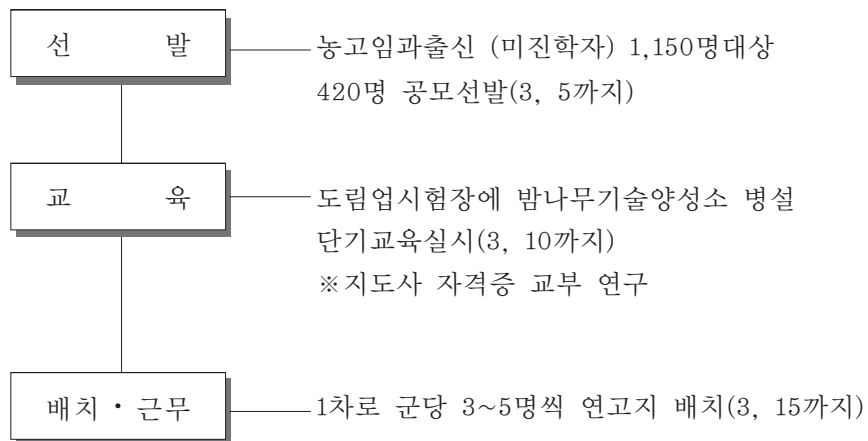 선 발
농고임과출신 (미진학자) 1,150명대상
420명 공모선발(3, 5까지)
교 육
도림업시험장에 밤나무기술양성소 병설
단기교육실시(3, 10까지)
※지도사 자격증 교부 연구
배치·근무
1차로 군당 3~5명씩 연고지 배치(3, 15까지)